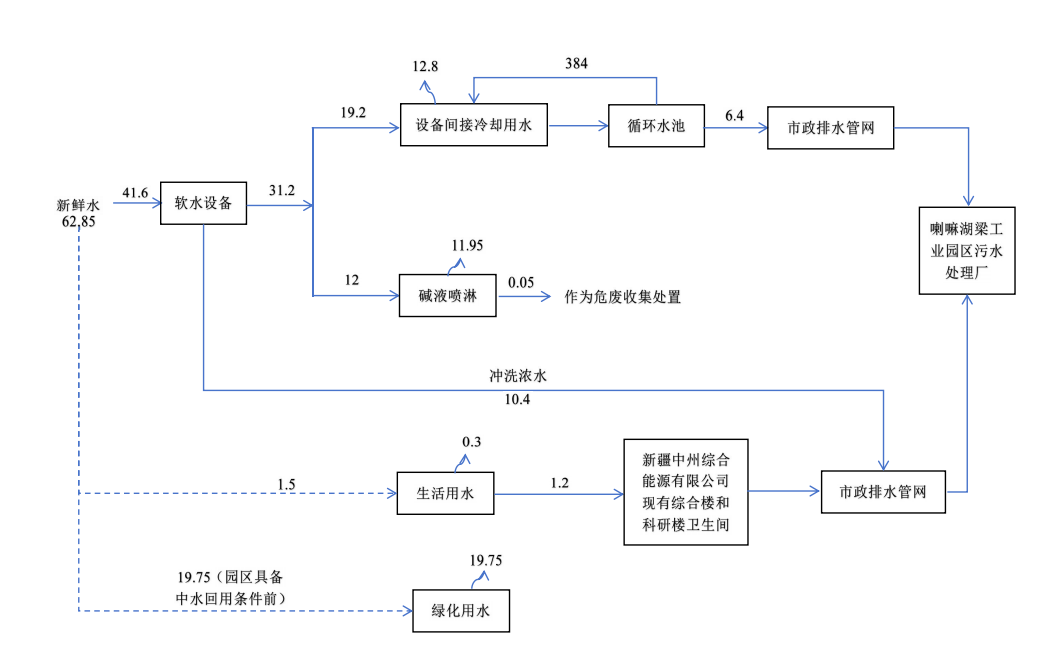 12.8
384
19.2
设备间接冷却用水
循环水池
6.4
市政排水管网
新鲜水
62.85
41.6
软水设备
31.2
喇嘛湖梁工
业园区污水
处理厂
11.95
12
碱液喷淋
0.05
作为危废收集处置
冲洗浓水
10.4
0.3
1.5
生活用水
1.2
新疆中州综合
能源有限公司
现有综合楼和
科研楼卫生间
市政排水管网
19.75（园区具备
中水回用条件前）
19.75
绿化用水